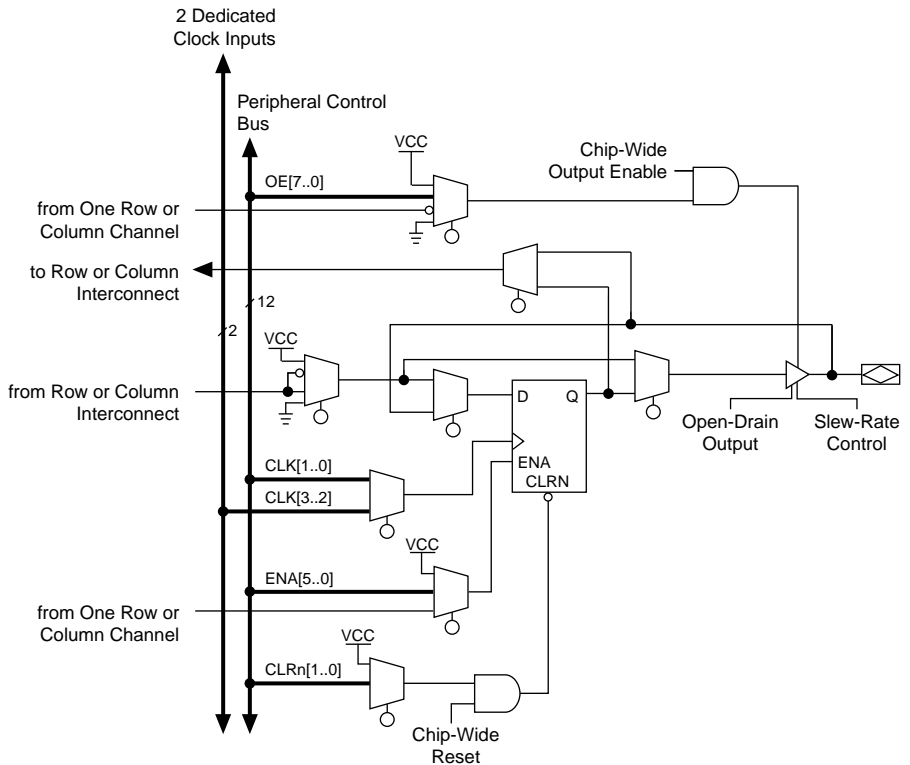 2 Dedicated
Clock Inputs
Peripheral Control
Bus
VCC
Chip-Wide
Output Enable
OE[7..0]
from One Row or
Column Channel
to Row or Column
Interconnect
12
2
VCC
from Row or Column
Interconnect
D
Q
Open-Drain
Output
Slew-Rate
Control
CLK[1..0]
ENA
CLRN
CLK[3..2]
VCC
ENA[5..0]
from One Row or
Column Channel
VCC
CLRn[1..0]
Chip-Wide
Reset